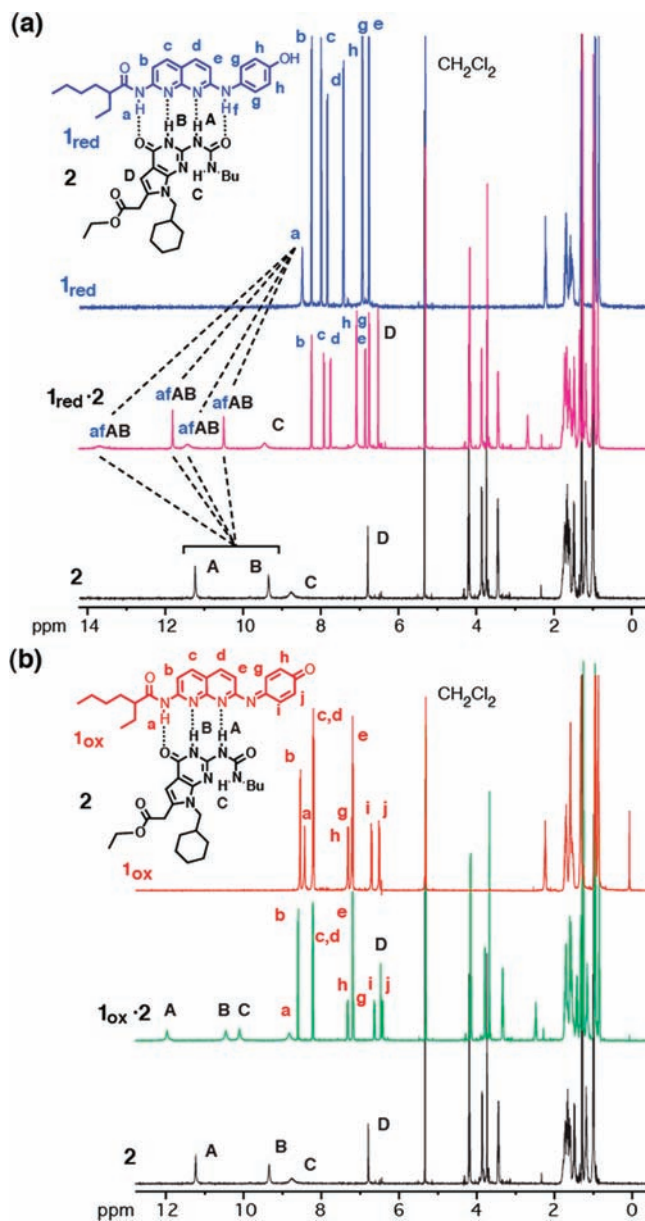 (a)
b c d h g e
CH2Cl2
O b c d e g h OH
N N N N g h
H a H B H A H f
1red
O N N O
D N N H N Bu
2
C
O O N
a
1red
b c d h g e D
1red·2
afAB afAB afAB afAB C
2
A B C D
ppm 14 12 10 8 6 4 2 0
(b)
O b c d e g h O
N N N N i j
H a H B H A
1ox
O N N O
N N H N Bu
2
C
O O N
1ox
b a c,d g h e i j
CH2Cl2
b c,d e D
1ox·2
A B C a h g i j
2
A B C D
ppm 12 10 8 6 4 2 0